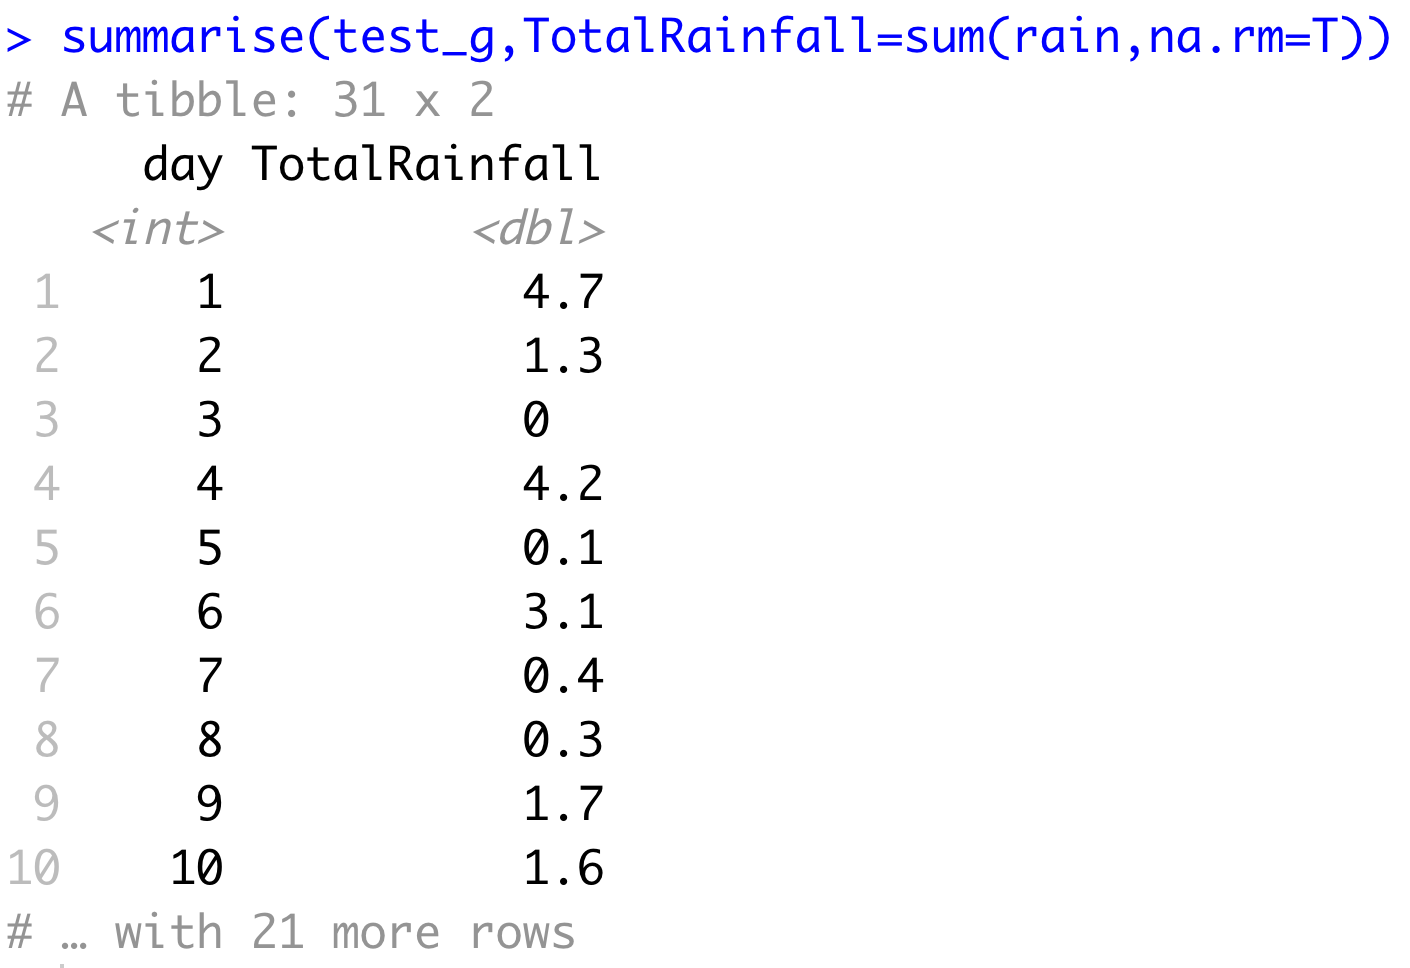 > summarise(test_g,TotalRainfall=sum(rain,na.rm=T))
# A tibble: 31 x 2
     day TotalRainfall
   <int>         <dbl>
 1     1           4.7
 2     2           1.3
 3     3           0
 4     4           4.2
 5     5           0.1
 6     6           3.1
 7     7           0.4
 8     8           0.3
 9     9           1.7
10    10           1.6
# … with 21 more rows